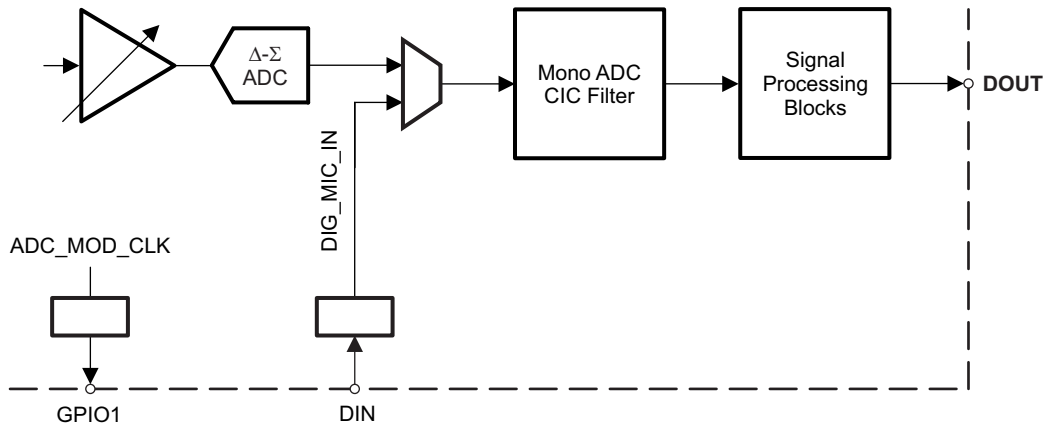 Δ-Σ
ADC
Mono ADC
CIC Filter
Signal
Processing
Blocks
DOUT
DIG_MIC_IN
ADC_MOD_CLK
GPIO1
DIN